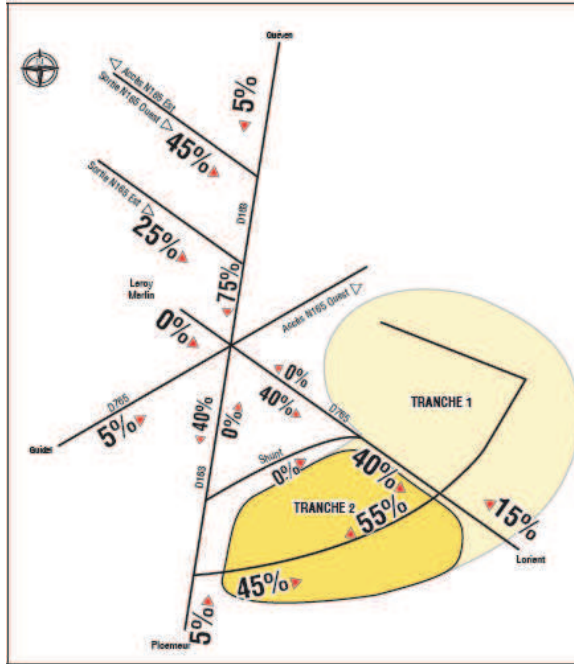 Quéven
Accès N165 Est
Sortie N165 Ouest
5%
45%
Sortie N165 Est
25%
D163
Leroy
Merlin
75%
0%
Accès N165 Ouest
0%
40%
D765
D765
5%
Guidel
40%
0%
TRANCHE 1
D163
Shunt
0%
40%
TRANCHE 2
55%
15%
Lorient
45%
5%
Ploemeur